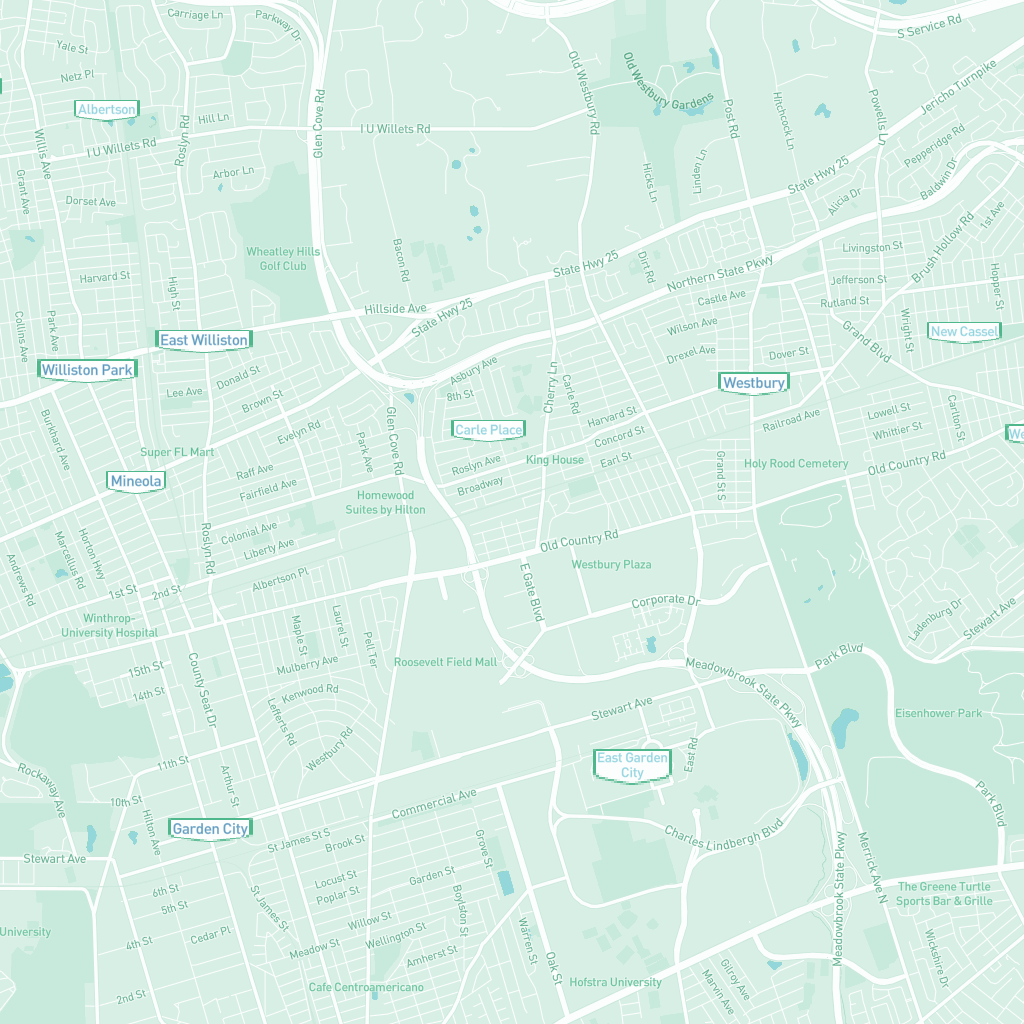 Carriage Ln
Parkway Dr
S Service Rd
Yale St
Netz Pl
Old Westbury Rd
Old Westbury Gardens
Jericho Turnpike
Albertson
Glen Cove Rd
Post Rd
Hitchcock Ln
Powells Ln
Hill Ln
I U Willets Rd
Willis Ave
Roslyn Rd
I U Willets Rd
Pepperidge Rd
Arbor Ln
Grant Ave
Hicks Ln
Linden Ln
State Hwy 25
Baldwin Dr
Dorset Ave
Alicia Dr
1st Ave
Wheatley Hills
Golf Club
Bacon Rd
Dirt Rd
Livingston St
Brush Hollow Rd
Harvard St
High St
State Hwy 25
Northern State Pkwy
Jefferson St
Hopper St
Collins Ave
Park Ave
Hillside Ave
State Hwy 25
Castle Ave
Rutland St
Wright St
East Williston
Wilson Ave
Grand Blvd
New Cassel
Willison Park
Donald St
Asbury Ave
Drexel Ave
Dover St
Lee Ave
8th St
Cherry Ln
Carle Rd
Westbury
Burkhard Ave
Brown St
Glen Cove Rd
Harvard St
Railroad Ave
Lowell St
Carlton St
Evelyn Rd
Park Ave
Carle Place
Concord St
Whittier St
We
Super FL Mart
King House
Earl St
Grand St S
Holy Rood Cemetery
Old Country Rd
Mineola
Raff Ave
Roslyn Ave
Fairfield Ave
Broadway
Homewood
Suites by Hilton
Horton Hwy
Marcellus Rd
Roslyn Rd
Colonial Ave
Liberty Ave
Old Country Rd
Andrews Rd
1st St
2nd St
Albertson Pl
E Gate Blvd
Westbury Plaza
Corporate Dr
Winthrop-
University Hospital
Maple St
Laurel St
Pell Ter
Ladenburg Dr
Stewart Ave
15th St
Mulberry Ave
Roosevelt Field Mall
Meadowbrook State Pkwy
Park Blvd
14th St
County Seat Dr
Kenwood Rd
Lefferts Rd
Stewart Ave
Eisenhower Park
Westbury Rd
East Rd
11th St
East Garden
City
Rockaway Ave
Arthur St
10th St
Commercial Ave
Park Blvd
Hilton Ave
Garden City
St James St S
Brook St
Charles Lindbergh Blvd
Stewart Ave
Grove St
Meadowbrook State Pkwy
Merrick Ave N
6th St
Locust St
Garden St
The Greene Turtle
Sports Bar & Grille
Poplar St
5th St
St James St
Boylston St
Willow St
University
Cedar Pl
Warren St
4th St
Meadow St
Wellington St
Wickshire Dr
Amherst St
Oak St
Gilroy Ave
Marvin Ave
2nd St
Cafe Centroamericano
Hofstra University